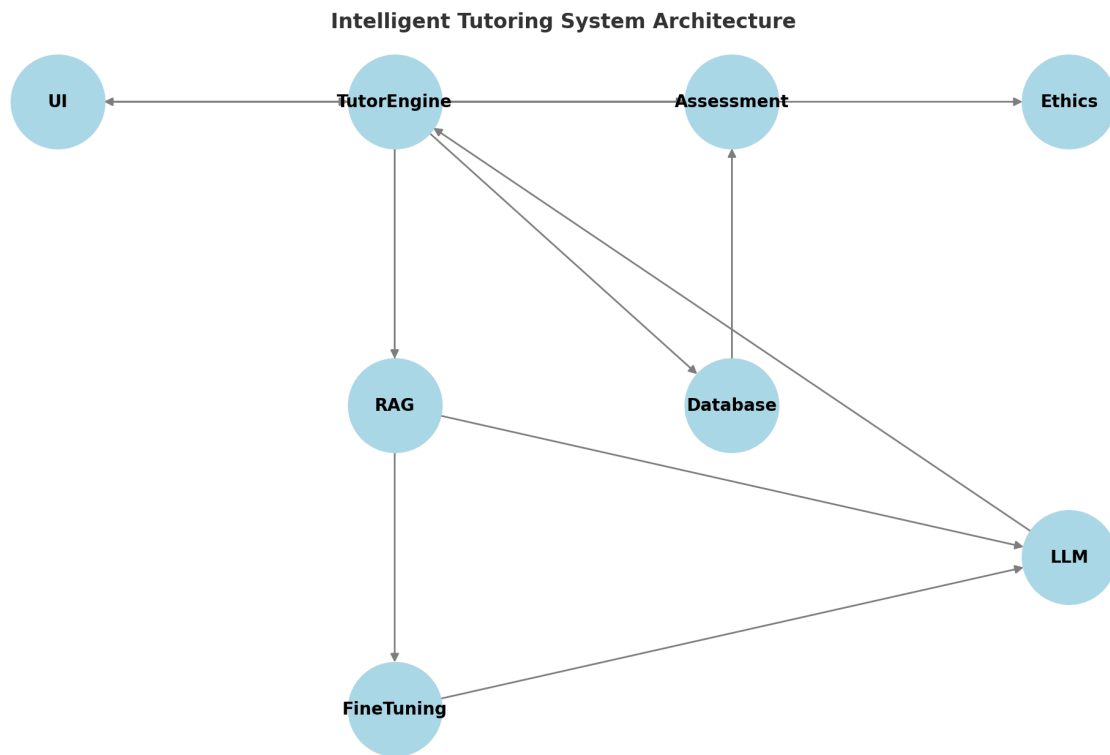 Intelligent Tutoring System Architecture
UI
TutorEngine
Assessment
Ethics
RAG
Database
LLM
FineTuning